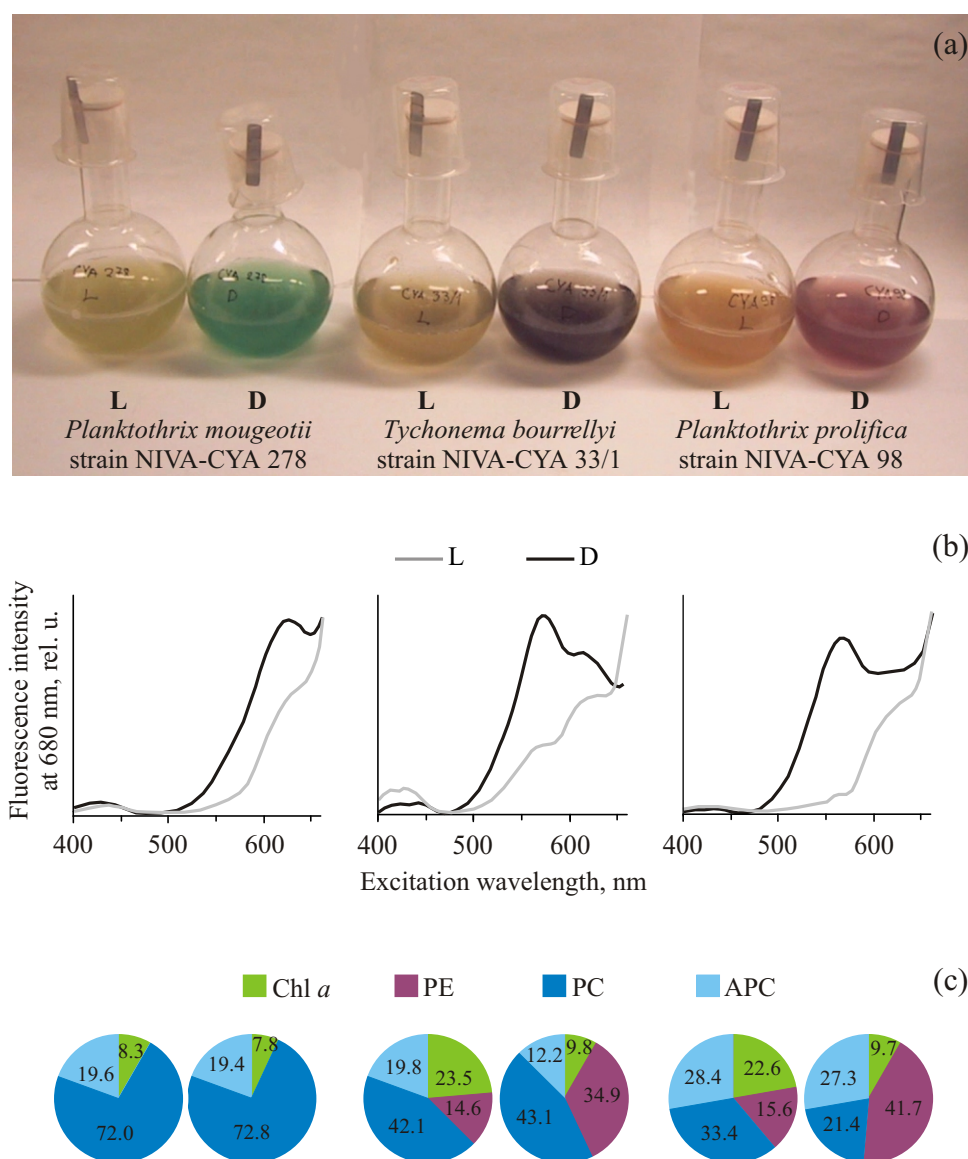 (a)
CYA 278
L
CYA 278
D
CYA 33/1
L
33/1
CYA 98
L
CYA 98
D
L D L D L D
Planktothrix mougeotii Tychonema bourrellyi Planktothrix prolifica
strain NIVA-CYA 278 strain NIVA-CYA 33/1 strain NIVA-CYA 98
(b)
L D
Fluorescence intensity
at 680 nm, rel. u.
400 500 600 400 500 600 400 500 600
Excitation wavelength, nm
(c)
Chl a PE PC APC
8.3 19.6 72.0
7.8 19.4 72.8
19.8 23.5 14.6 42.1
12.2 9.8 34.9 43.1
28.4 22.6 15.6 33.4
9.7 27.3 41.7 21.4